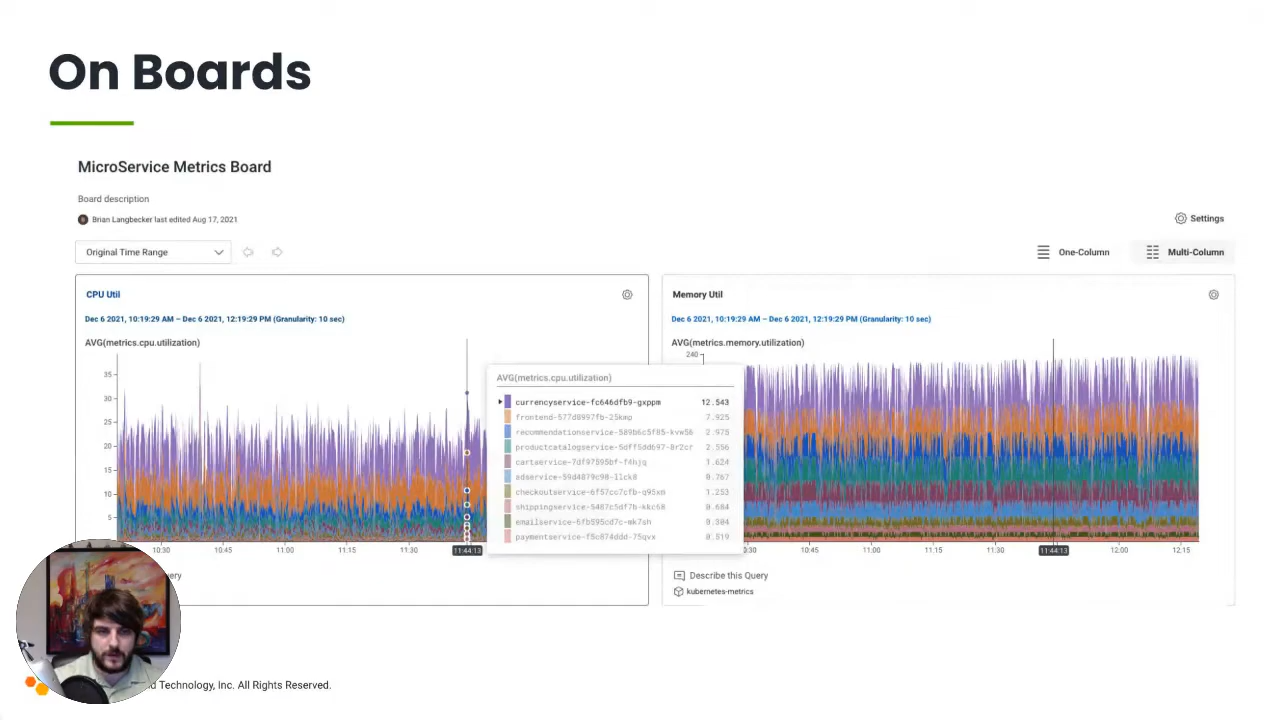 On Boards
MicroService Metrics Board
Board description
Brian Langbecker last edited Aug 17, 2021
Settings
Original Time Range
One-Column
Multi-Column
CPU Util
Dec 6 2021, 10:19:29 AM – Dec 6 2021, 12:19:29 PM (Granularity: 10 sec)
AVG(metrics.cpu.utilization)
35
30
25
20
15
10
5
10:30 10:45 11:00 11:15 11:30 11:44:13
AVG(metrics.cpu.utilization)
currencyservice-fc646dfb9-gxppm 12.543
frontend-577d8997fb-25kmp 7.925
recommendationservice-589b6c5f85-kvw56 2.975
productcatalogservice-5dff5dd697-8r2cr 2.556
cartservice-7df97595bf-f4hjq 1.624
adservice-59d4879c98-llck8 0.767
checkoutservice-6f57cc7cfb-q95xm 1.253
shippingservice-5487c5df7b-kkc68 0.684
emailservice-5fb595cd7c-mk7sh 0.304
paymentservice-f5c874ddd-75qvx 0.519
Memory Util
Dec 6 2021, 10:19:29 AM – Dec 6 2021, 12:19:29 PM (Granularity: 10 sec)
AVG(metrics.memory.utilization)
240
:30 10:45 11:00 11:15 11:30 11:44:13 12:00 12:15
Describe this Query
kubernetes-metrics
Technology, Inc. All Rights Reserved.